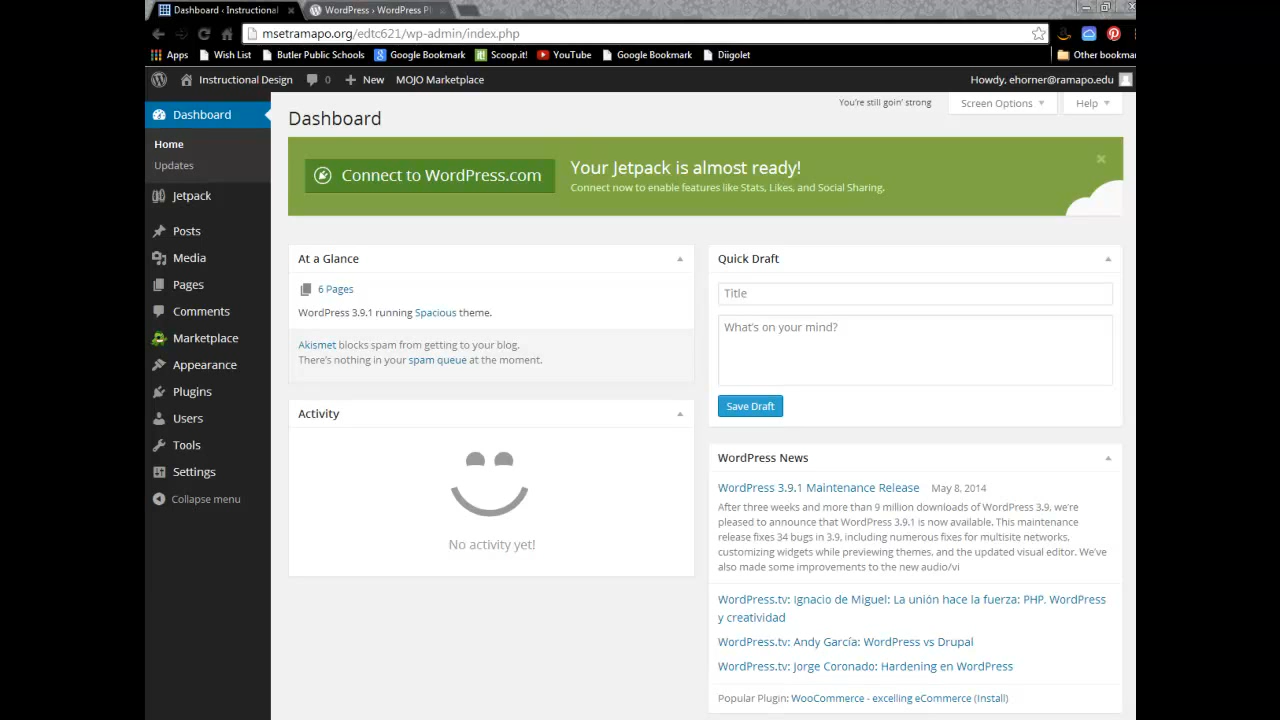 Dashboard ‹ Instructional
WordPress › WordPress Pl
msetramapo.org/edtc621/wp-admin/index.php
Apps Wish List Butler Public Schools Google Bookmark Scoop.it! YouTube Google Bookmark Diigolet Other bookmar
Instructional Design 0 New MOJO Marketplace Howdy, ehorner@ramapo.edu
You're still goin' strong Screen Options Help
Dashboard
Home
Updates
Jetpack
Posts
Media
Pages
Comments
Marketplace
Appearance
Plugins
Users
Tools
Settings
Collapse menu
Dashboard
Connect to WordPress.com
Your Jetpack is almost ready!
Connect now to enable features like Stats, Likes, and Social Sharing.
At a Glance
6 Pages
WordPress 3.9.1 running Spacious theme.
Akismet blocks spam from getting to your blog.
There's nothing in your spam queue at the moment.
Activity
No activity yet!
Quick Draft
Title
What's on your mind?
Save Draft
WordPress News
WordPress 3.9.1 Maintenance Release May 8, 2014
After three weeks and more than 9 million downloads of WordPress 3.9, we're
pleased to announce that WordPress 3.9.1 is now available. This maintenance
release fixes 34 bugs in 3.9, including numerous fixes for multisite networks,
customizing widgets while previewing themes, and the updated visual editor. We've
also made some improvements to the new audio/vi
WordPress.tv: Ignacio de Miguel: La unión hace la fuerza: PHP. WordPress
y creatividad
WordPress.tv: Andy García: WordPress vs Drupal
WordPress.tv: Jorge Coronado: Hardening en WordPress
Popular Plugin: WooCommerce - excelling eCommerce (Install)